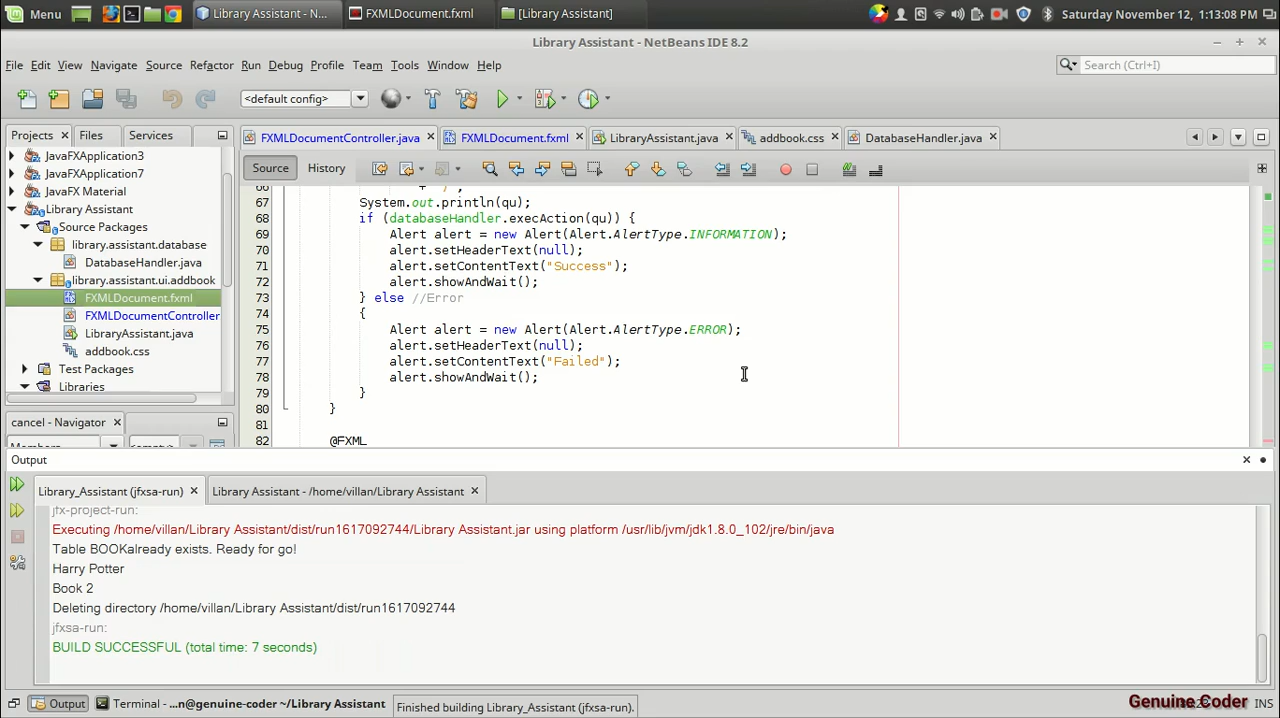 Menu
Library Assistant - N...
FXMLDocument.fxml
[Library Assistant]
Saturday November 12, 1:13:08 PM
Library Assistant - NetBeans IDE 8.2
File Edit View Navigate Source Refactor Run Debug Profile Team Tools Window Help
Search (Ctrl+I)
<default config>
Projects Files Services
FXMLDocumentController.java FXMLDocument.fxml LibraryAssistant.java addbook.css DatabaseHandler.java
JavaFXApplication3
JavaFXApplication7
JavaFX Material
Library Assistant
Source Packages
library.assistant.database
DatabaseHandler.java
library.assistant.ui.addbook
FXMLDocument.fxml
FXMLDocumentController
LibraryAssistant.java
addbook.css
Test Packages
Libraries
cancel - Navigator
Members
Source History
66
67 System.out.println(qu);
68 if (databaseHandler.execAction(qu)) {
69 Alert alert = new Alert(Alert.AlertType.INFORMATION);
70 alert.setHeaderText(null);
71 alert.setContentText("Success");
72 alert.showAndWait();
73 } else //Error
74 {
75 Alert alert = new Alert(Alert.AlertType.ERROR);
76 alert.setHeaderText(null);
77 alert.setContentText("Failed");
78 alert.showAndWait();
79 }
80 }
81
82 @FXML
Output
Library_Assistant (jfxsa-run) Library Assistant - /home/villan/Library Assistant
jfx-project-run:
Executing /home/villan/Library Assistant/dist/run1617092744/Library Assistant.jar using platform /usr/lib/jvm/jdk1.8.0_102/jre/bin/java
Table BOOKalready exists. Ready for go!
Harry Potter
Book 2
Deleting directory /home/villan/Library Assistant/dist/run1617092744
jfxsa-run:
BUILD SUCCESSFUL (total time: 7 seconds)
Output
Terminal - ...n@genuine-coder ~/Library Assistant
Finished building Library_Assistant (jfxsa-run).
Genuine Coder
INS